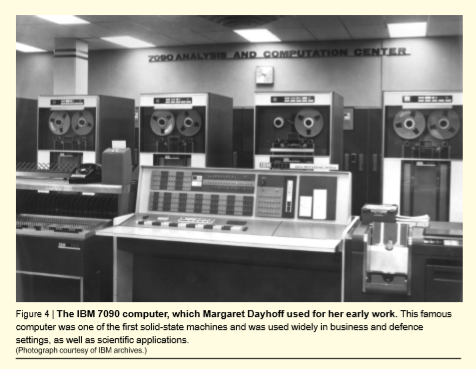 7090 ANALYSIS AND COMPUTATION CENTER
IBM
Figure 4 | The IBM 7090 computer, which Margaret Dayhoff used for her early work. This famous
computer was one of the first solid-state machines and was used widely in business and defence
settings, as well as scientific applications.
(Photograph courtesy of IBM archives.)